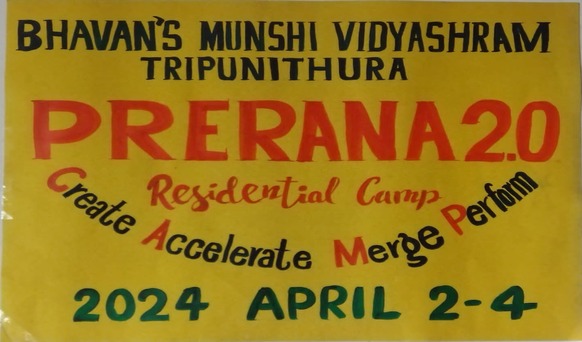 BHAVAN'S MUNSHI VIDYASHRAM
TRIPUNITHURA
PRERANA 2.0
Residential Camp
Create Accelerate Merge Perform
2024 APRIL 2-4